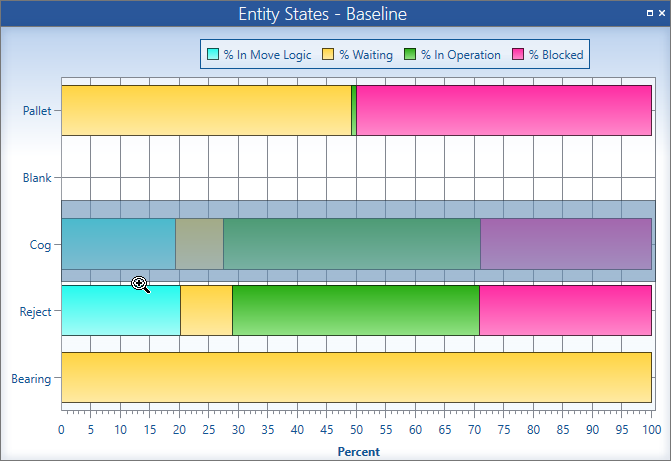 Entity States - Baseline
% In Move Logic % Waiting % In Operation % Blocked
Pallet
Blank
Cog
Reject
Bearing
0 5 10 15 20 25 30 35 40 45 50 55 60 65 70 75 80 85 90 95 100
Percent